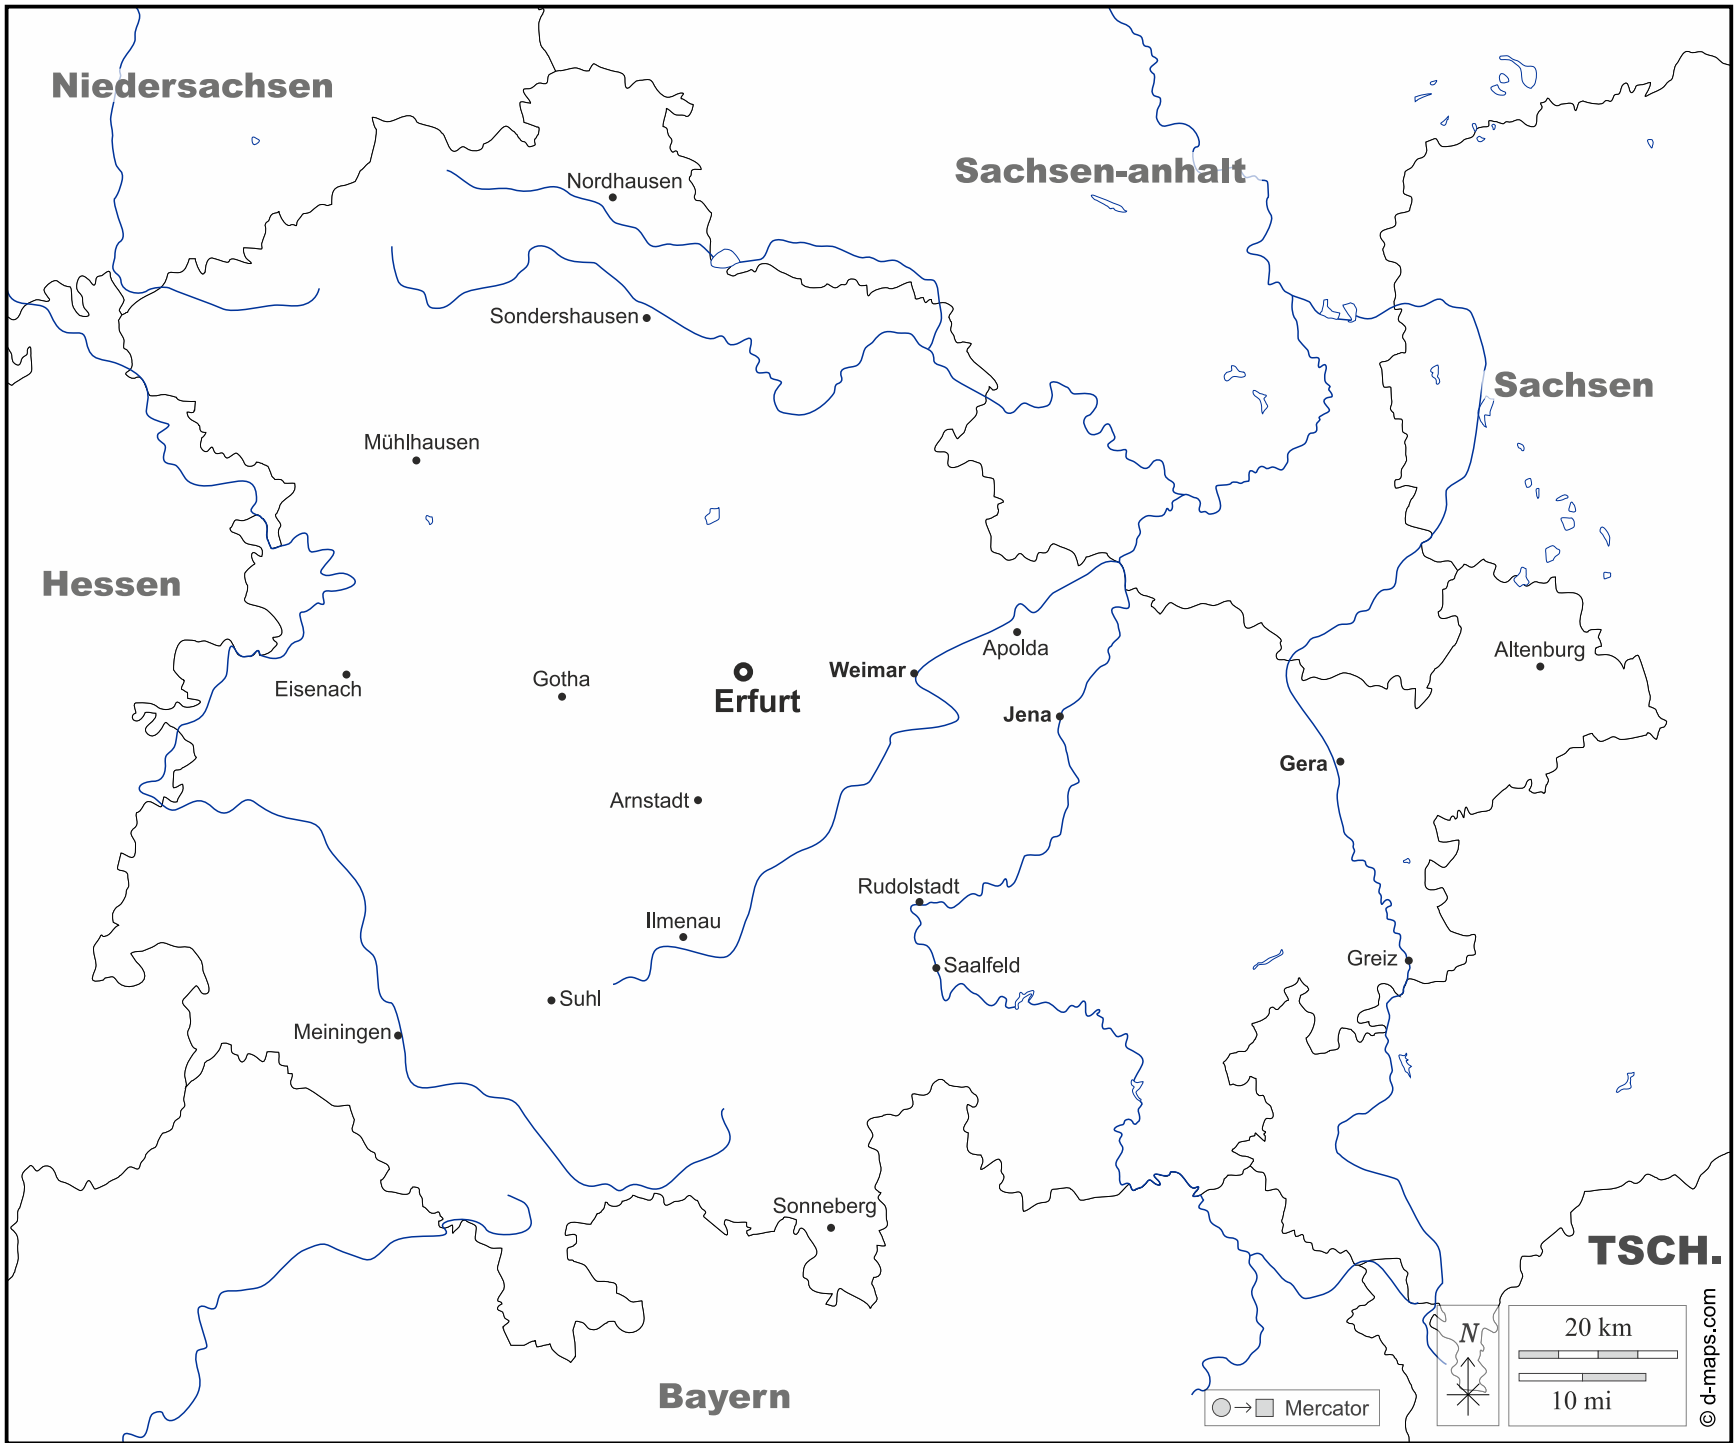 Niedersachsen
Sachsen-anhalt
Nordhausen
Sondershausen
Sachsen
Mühlhausen
Hessen
Apolda
Altenburg
Weimar
Eisenach
Gotha
Erfurt
Jena
Gera
Arnstadt
Rudolstadt
Ilmenau
Greiz
Saalfeld
Suhl
Meiningen
Sonneberg
TSCH.
Bayern
N
20 km
10 mi
Mercator
© d-maps.com